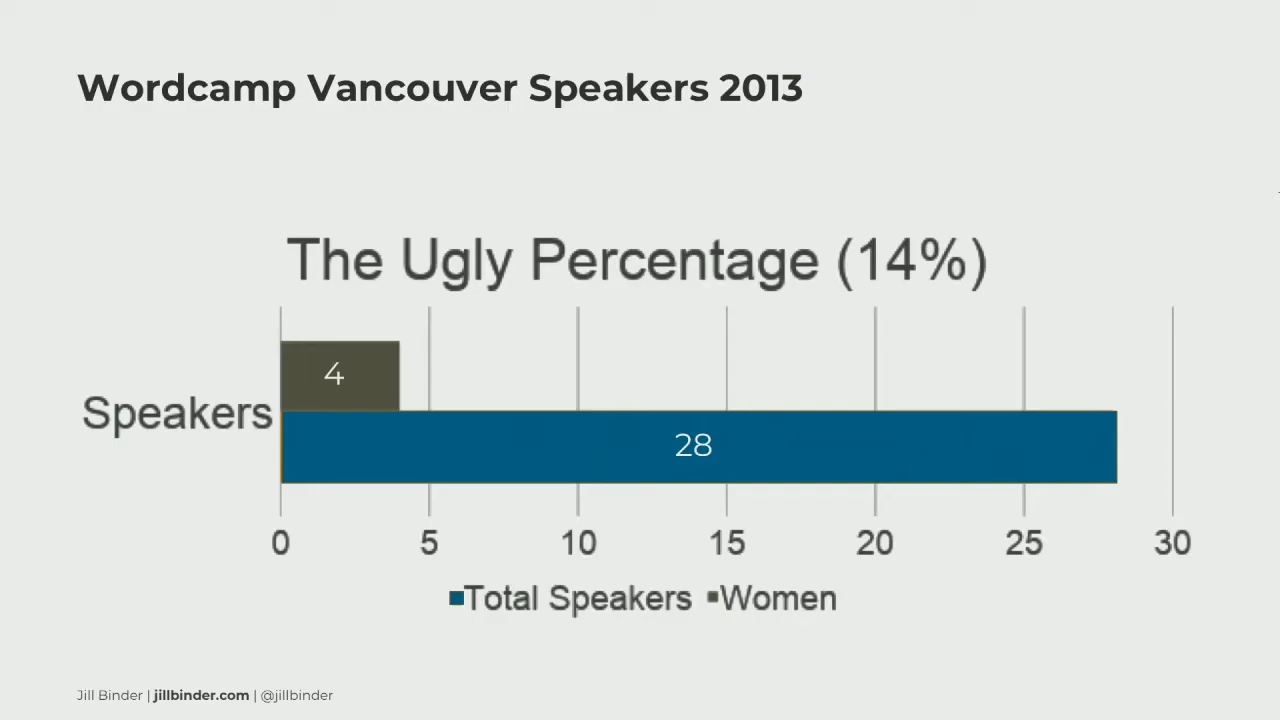 Wordcamp Vancouver Speakers 2013
The Ugly Percentage (14%)
4
Speakers
28
0 5 10 15 20 25 30
Total Speakers Women
Jill Binder | jillbinder.com | @jillbinder